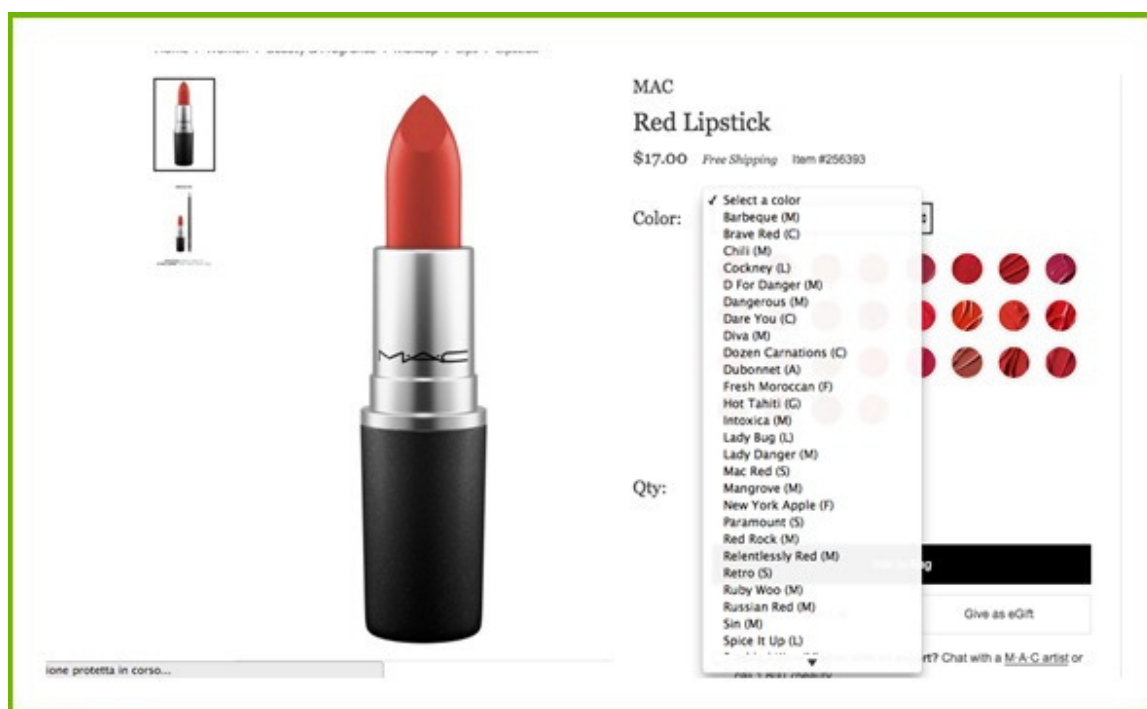 MAC
Red Lipstick
$17.00 Free Shipping Item #256393
Color:
✓ Select a color
Barbeque (M)
Brave Red (C)
Chili (M)
Cockney (L)
D For Danger (M)
Dangerous (M)
Dare You (C)
Diva (M)
Dozen Carnations (C)
Dubonnet (A)
Fresh Moroccan (F)
Hot Tahiti (G)
Intoxica (M)
Lady Bug (L)
Lady Danger (M)
Mac Red (S)
Mangrove (M)
New York Apple (F)
Paramount (S)
Red Rock (M)
Relentlessly Red (M)
Retro (S)
Ruby Woo (M)
Russian Red (M)
Sin (M)
Spice It Up (L)
Qty:
Give as eGift
Chat with a M·A·C artist or
M·A·C
ione protetta in corso...